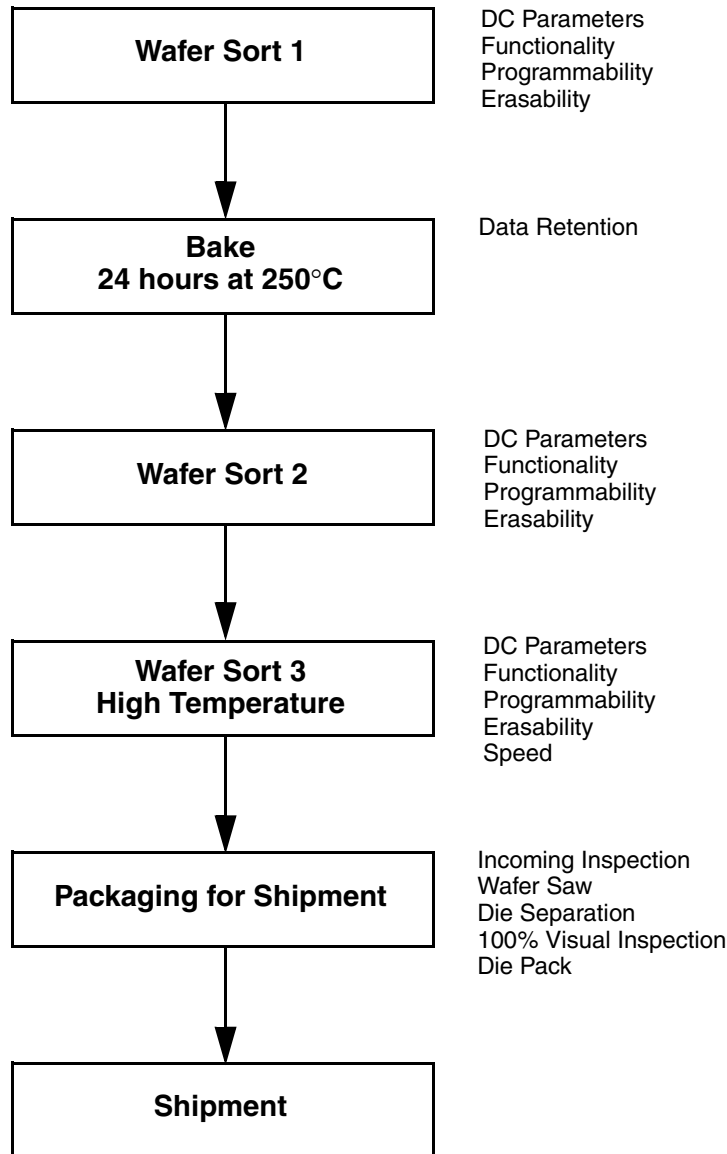 Wafer Sort 1
DC Parameters
Functionality
Programmability
Erasability
Bake
24 hours at 250°C
Data Retention
Wafer Sort 2
DC Parameters
Functionality
Programmability
Erasability
Wafer Sort 3
High Temperature
DC Parameters
Functionality
Programmability
Erasability
Speed
Packaging for Shipment
Incoming Inspection
Wafer Saw
Die Separation
100% Visual Inspection
Die Pack
Shipment